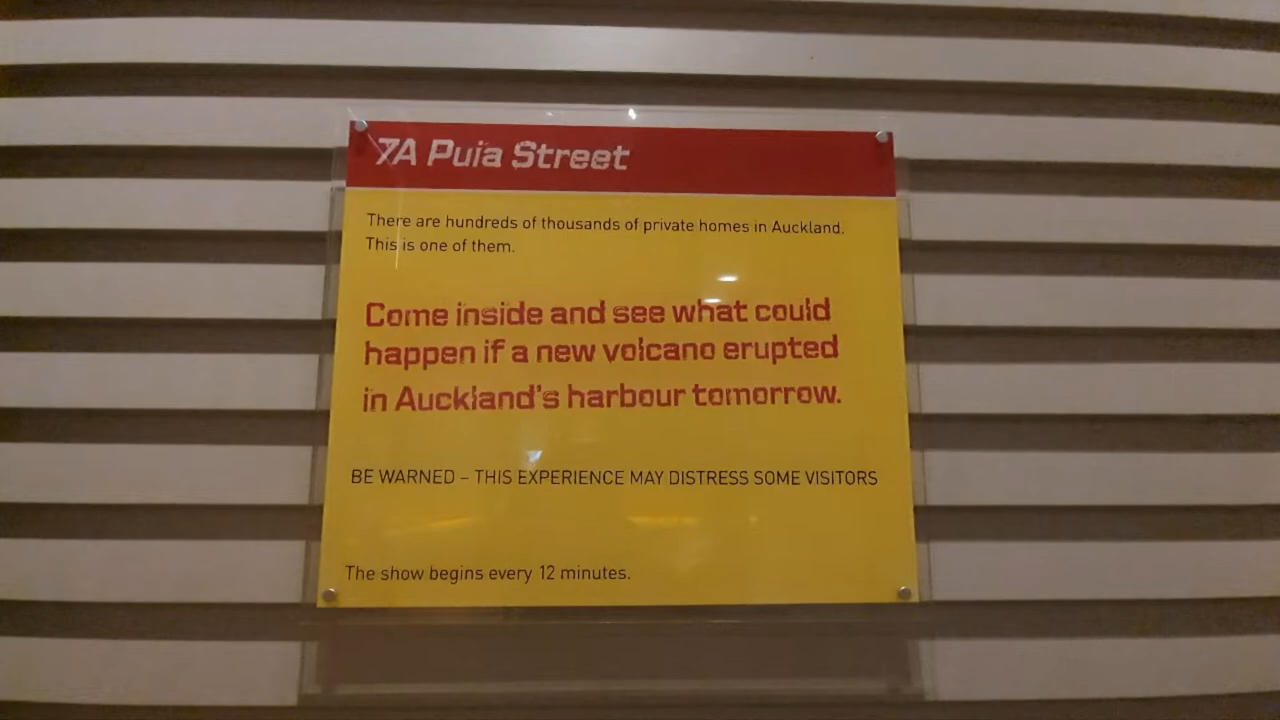 7A Puia Street
There are hundreds of thousands of private homes in Auckland.
This is one of them.
Come inside and see what could
happen if a new volcano erupted
in Auckland's harbour tomorrow.
BE WARNED – THIS EXPERIENCE MAY DISTRESS SOME VISITORS
The show begins every 12 minutes.